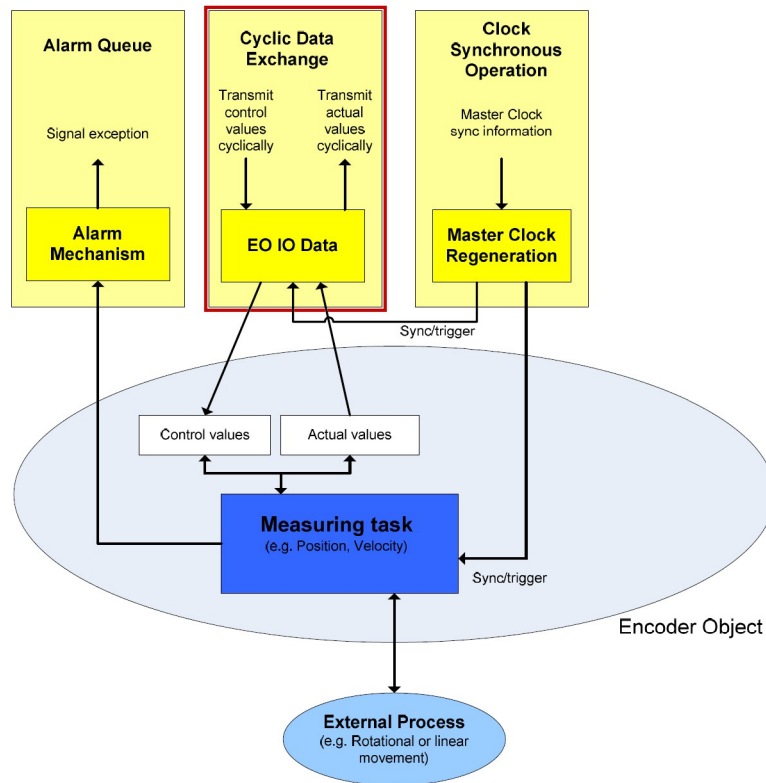 Alarm Queue
Signal exception
Alarm
Mechanism
Cyclic Data
Exchange
Transmit
control
values
cyclically
Transmit
actual
values
cyclically
EO IO Data
Clock
Synchronous
Operation
Master Clock
sync information
Master Clock
Regeneration
Sync/trigger
Control values
Actual values
Measuring task
(e.g. Position, Velocity)
Sync/trigger
Encoder Object
External Process
(e.g. Rotational or linear
movement)